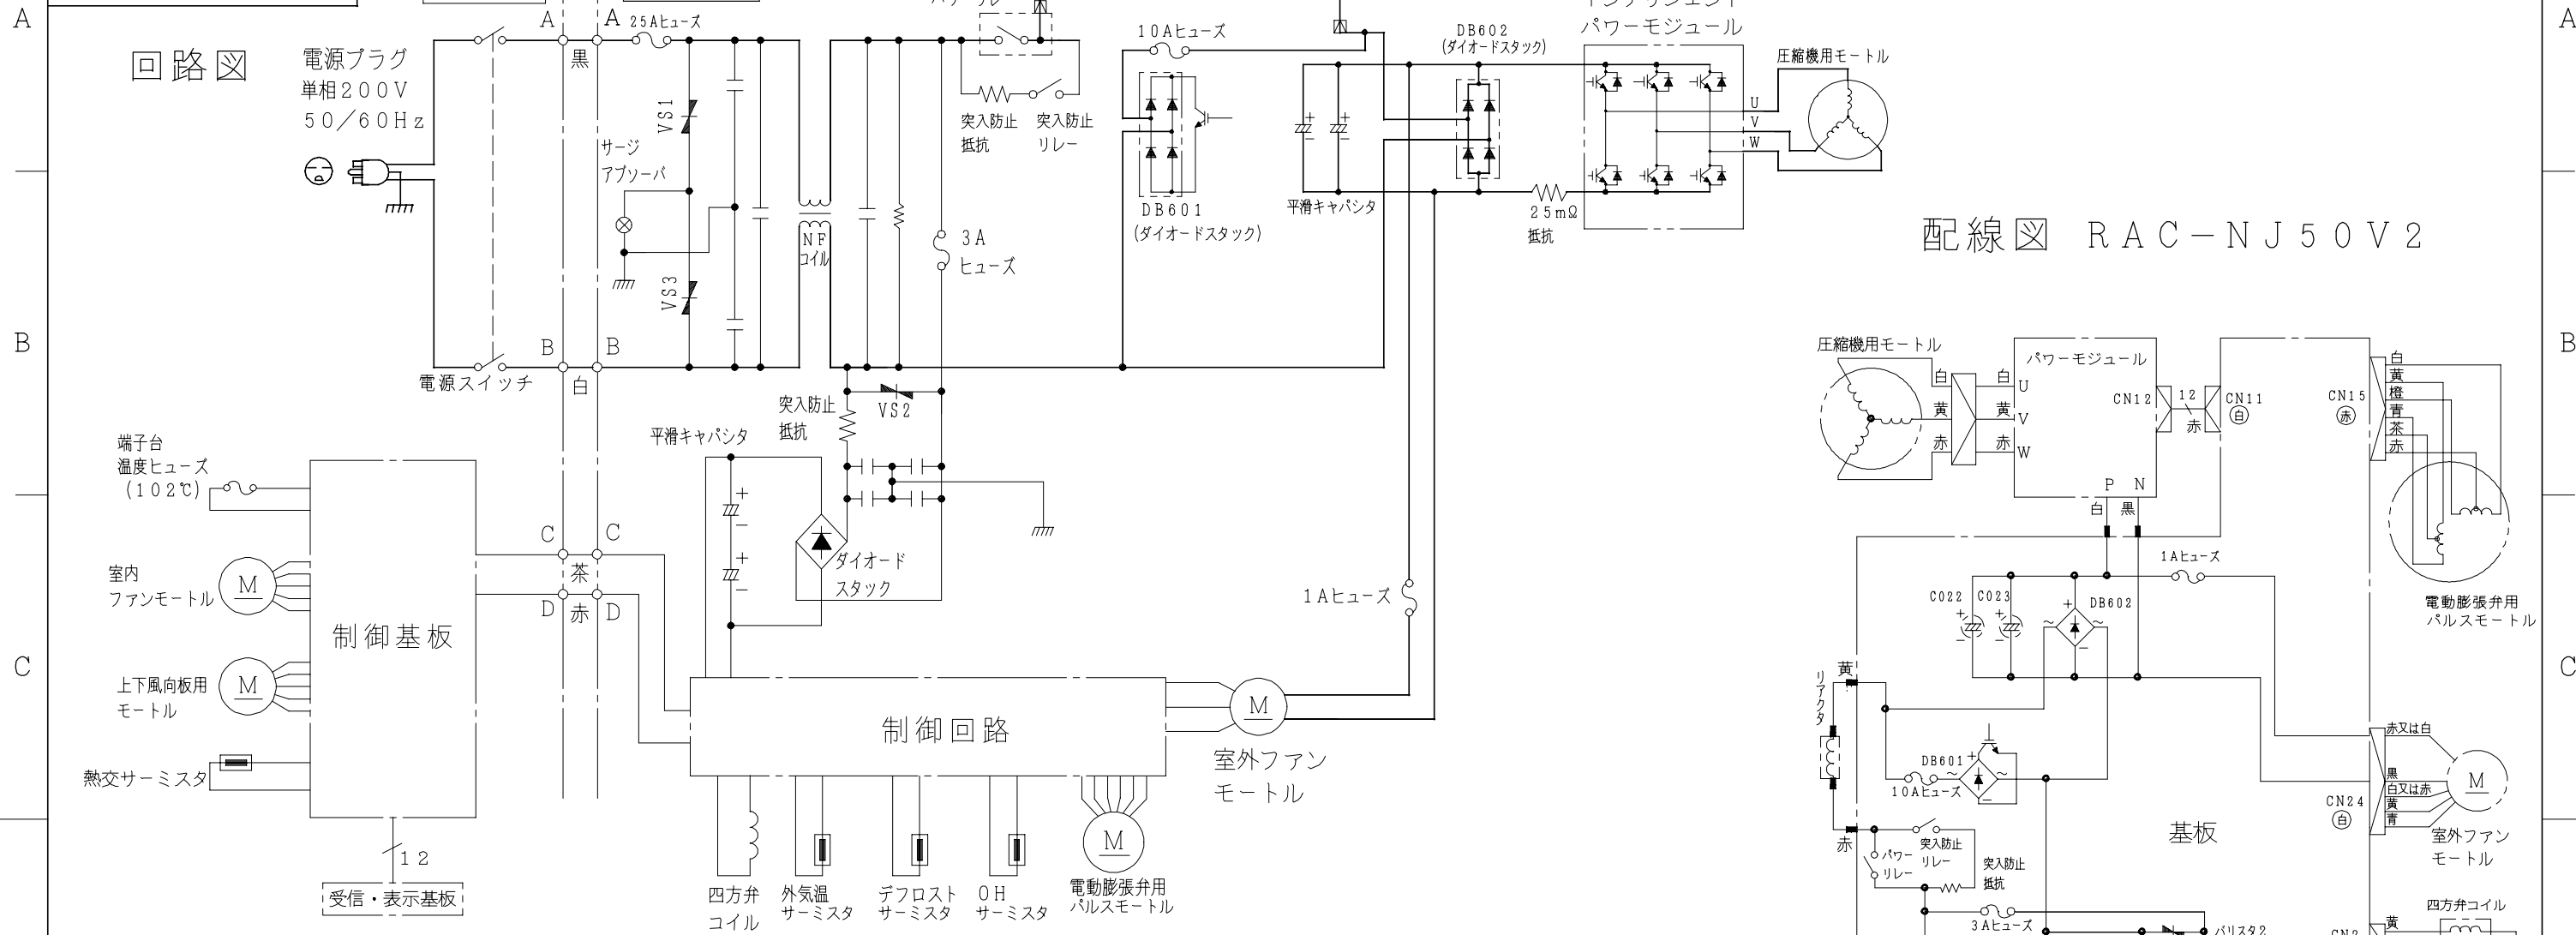 A
A
回路図
電源プラグ
単相200V
50/60Hz
A
A
黒
25Aヒューズ
VS1
サージ
アブソーバ
VS3
NF
コイル
3A
ヒューズ
突入防止
抵抗
突入防止
リレー
10Aヒューズ
DB601
(ダイオードスタック)
平滑キャパシタ
DB602
(ダイオードスタック)
25mΩ
抵抗
パワーモジュール
U
V
W
圧縮機用モートル
配線図 RAC-NJ50V2
B
B
電源スイッチ
B
B
白
突入防止
抵抗
VS2
平滑キャパシタ
ダイオード
スタック
端子台
温度ヒューズ
(102℃)
室内
ファンモートル
M
上下風向板用
モートル
M
熱交サーミスタ
制御基板
12
受信・表示基板
C
C
茶
D
D
赤
C
C
制御回路
四方弁
コイル
外気温
サーミスタ
デフロスト
サーミスタ
OH
サーミスタ
M
電動膨張弁用
パルスモートル
1Aヒューズ
M
室外ファン
モートル
圧縮機用モートル
白
黄
赤
白
黄
赤
U
V
W
パワーモジュール
P N
白 黒
CN12
12
赤
CN11
白
CN15
赤
白
黄
橙
青
茶
赤
電動膨張弁用
パルスモートル
1Aヒューズ
C022
C023
DB602
黄
リアクタ
DB601
10Aヒューズ
赤
突入防止
リレー
パワー
リレー
突入防止
抵抗
3Aヒューズ
バリスタ2
基板
CN24
白
赤又は白
黒
白又は赤
黄
青
M
室外ファン
モートル
四方弁コイル
黄